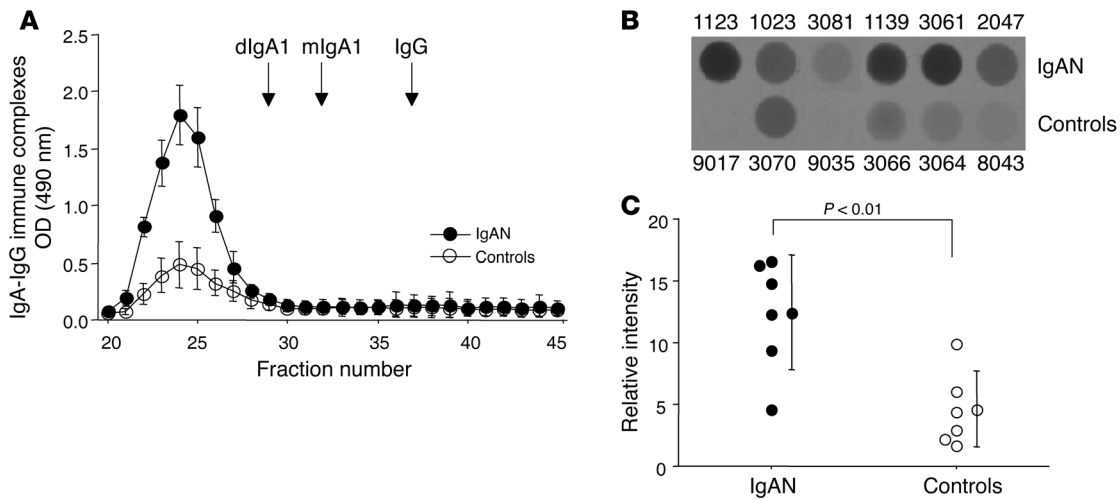 A
IgA-IgG immune complexes
OD (490 nm)
2.5
2.0
1.5
1.0
0.5
0.0
dIgA1 mIgA1 IgG
IgAN
Controls
20 25 30 35 40 45
Fraction number
B
1123 1023 3081 1139 3061 2047
IgAN
Controls
9017 3070 9035 3066 3064 8043
C
P < 0.01
Relative intensity
20
15
10
5
0
IgAN Controls